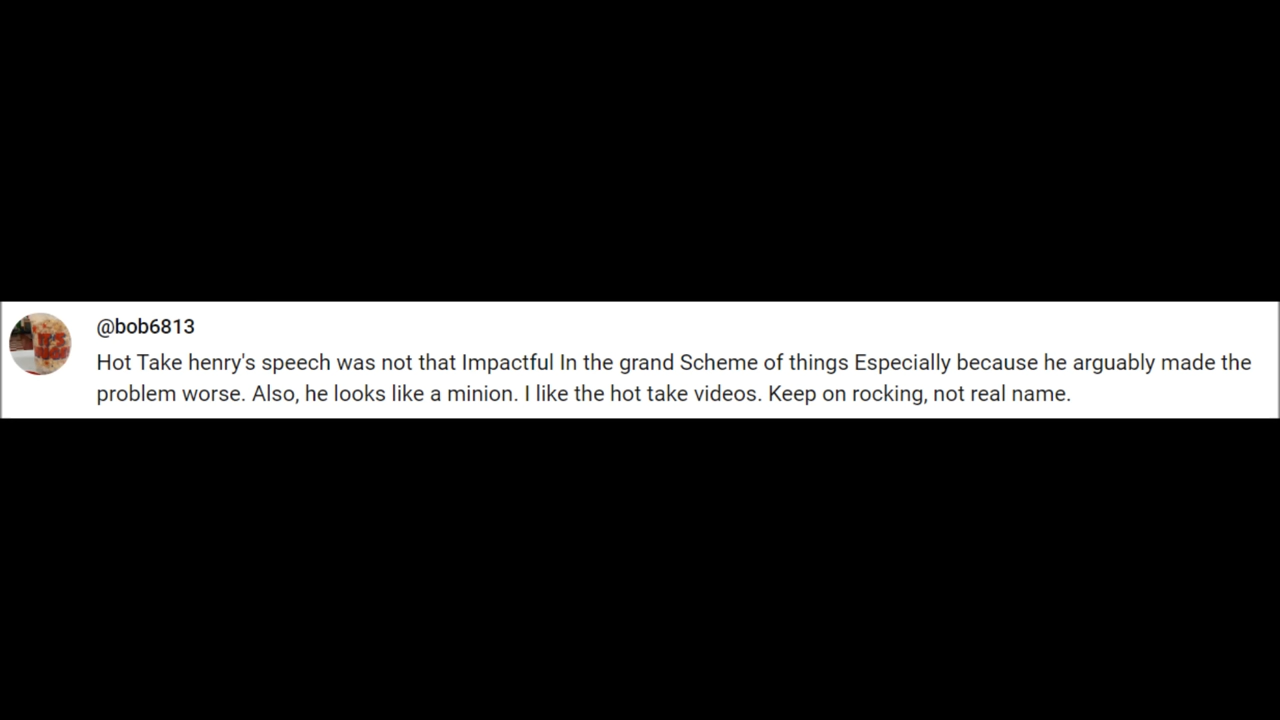 @bob6813
Hot Take henry's speech was not that Impactful In the grand Scheme of things Especially because he arguably made the
problem worse. Also, he looks like a minion. I like the hot take videos. Keep on rocking, not real name.